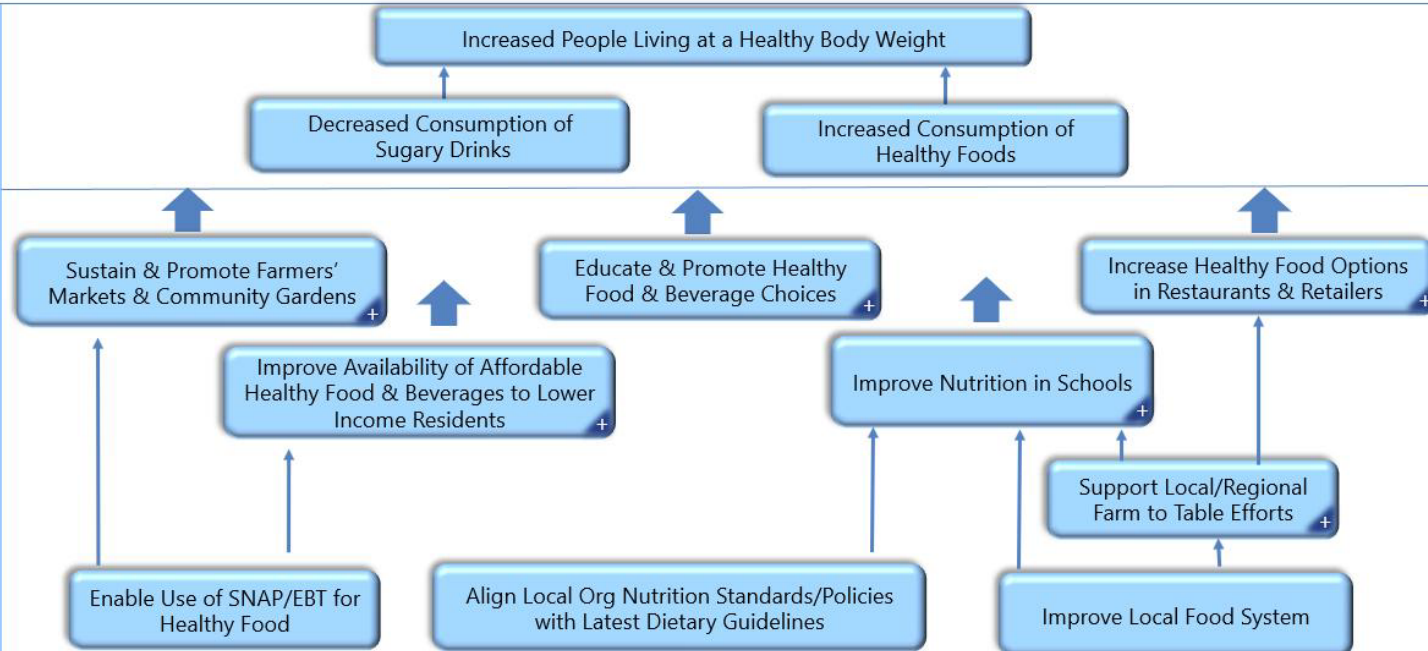 Increased People Living at a Healthy Body Weight
Decreased Consumption of
Sugary Drinks
Increased Consumption of
Healthy Foods
Sustain & Promote Farmers'
Markets & Community Gardens
+
Educate & Promote Healthy
Food & Beverage Choices
+
Increase Healthy Food Options
in Restaurants & Retailers
+
Improve Availability of Affordable
Healthy Food & Beverages to Lower
Income Residents
+
Improve Nutrition in Schools
+
Support Local/Regional
Farm to Table Efforts
+
Enable Use of SNAP/EBT for
Healthy Food
Align Local Org Nutrition Standards/Policies
with Latest Dietary Guidelines
Improve Local Food System